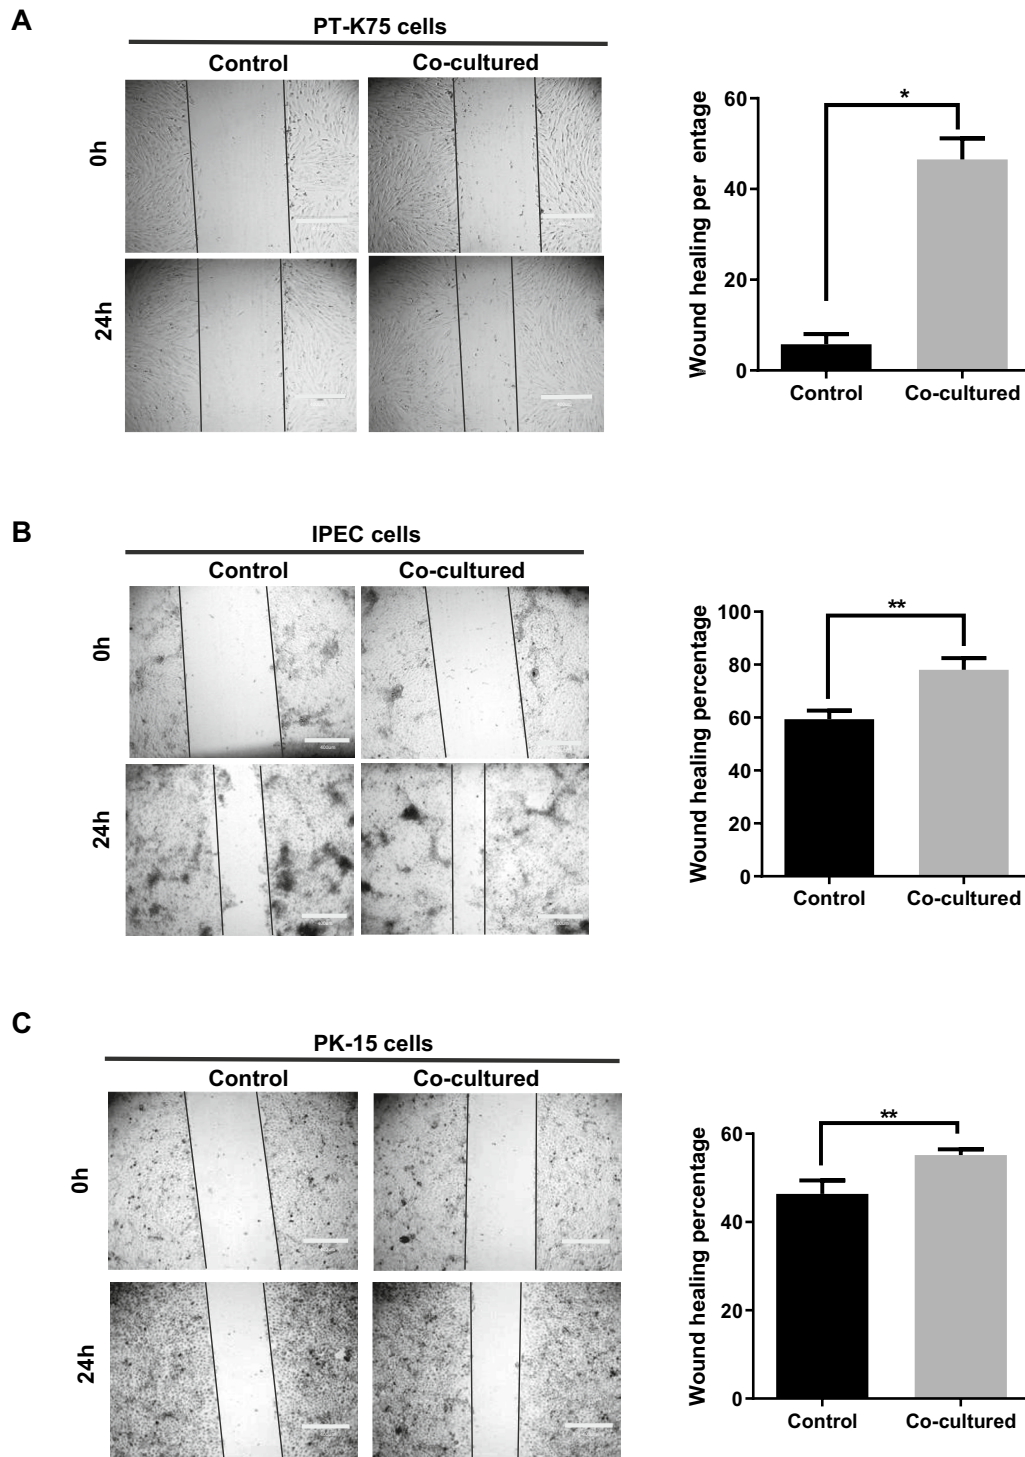 A
PT-K75 cells
Control
Co-cultured
0h
24h
Wound healing per entage
60
40
20
0
*
Control
Co-cultured
B
IPEC cells
Control
Co-cultured
0h
24h
Wound healing percentage
100
80
60
40
20
0
**
Control
Co-cultured
C
PK-15 cells
Control
Co-cultured
0h
24h
Wound healing percentage
60
40
20
0
**
Control
Co-cultured